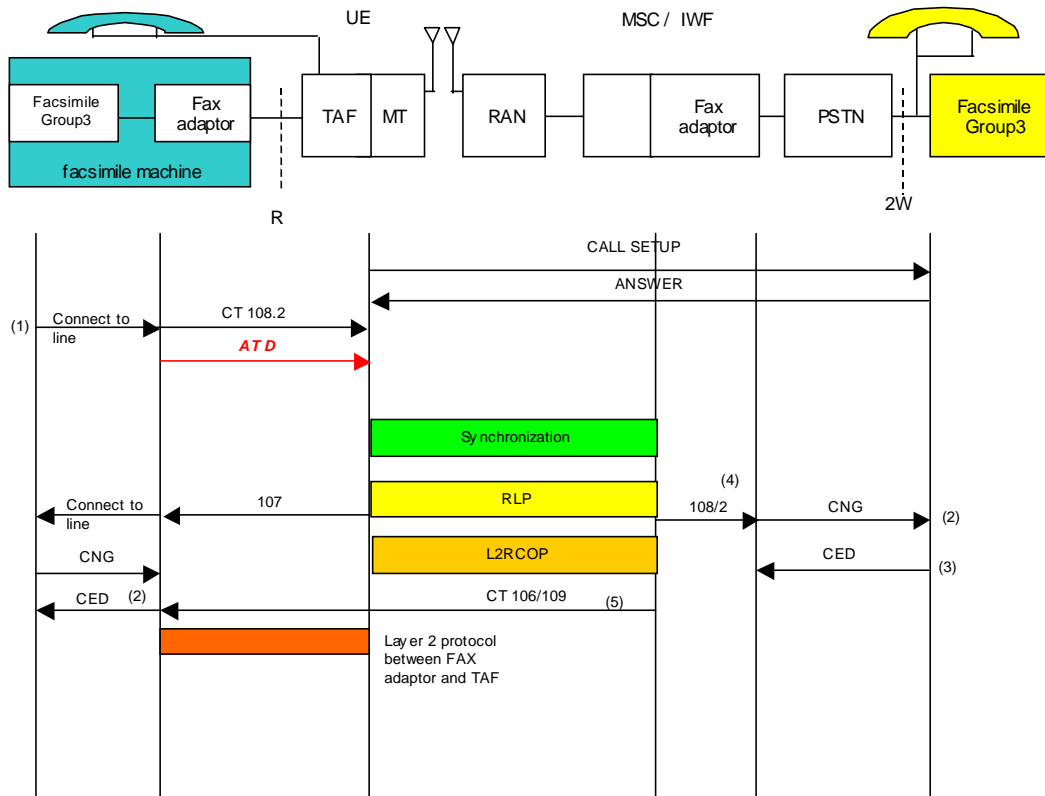 UE
MSC / IWF
Facsimile
Group3
Fax
adaptor
facsimile machine
TAF
MT
RAN
Fax
adaptor
PSTN
Facsimile
Group3
R
2W
CALL SETUP
ANSWER
(1)
Connect to
line
CT 108.2
ATD
Synchronization
Connect to
line
107
RLP
(4)
108/2
CNG
(2)
CNG
L2RCOP
CED
(3)
CED
(2)
CT 106/109
(5)
Layer 2 protocol
between FAX
adaptor and TAF